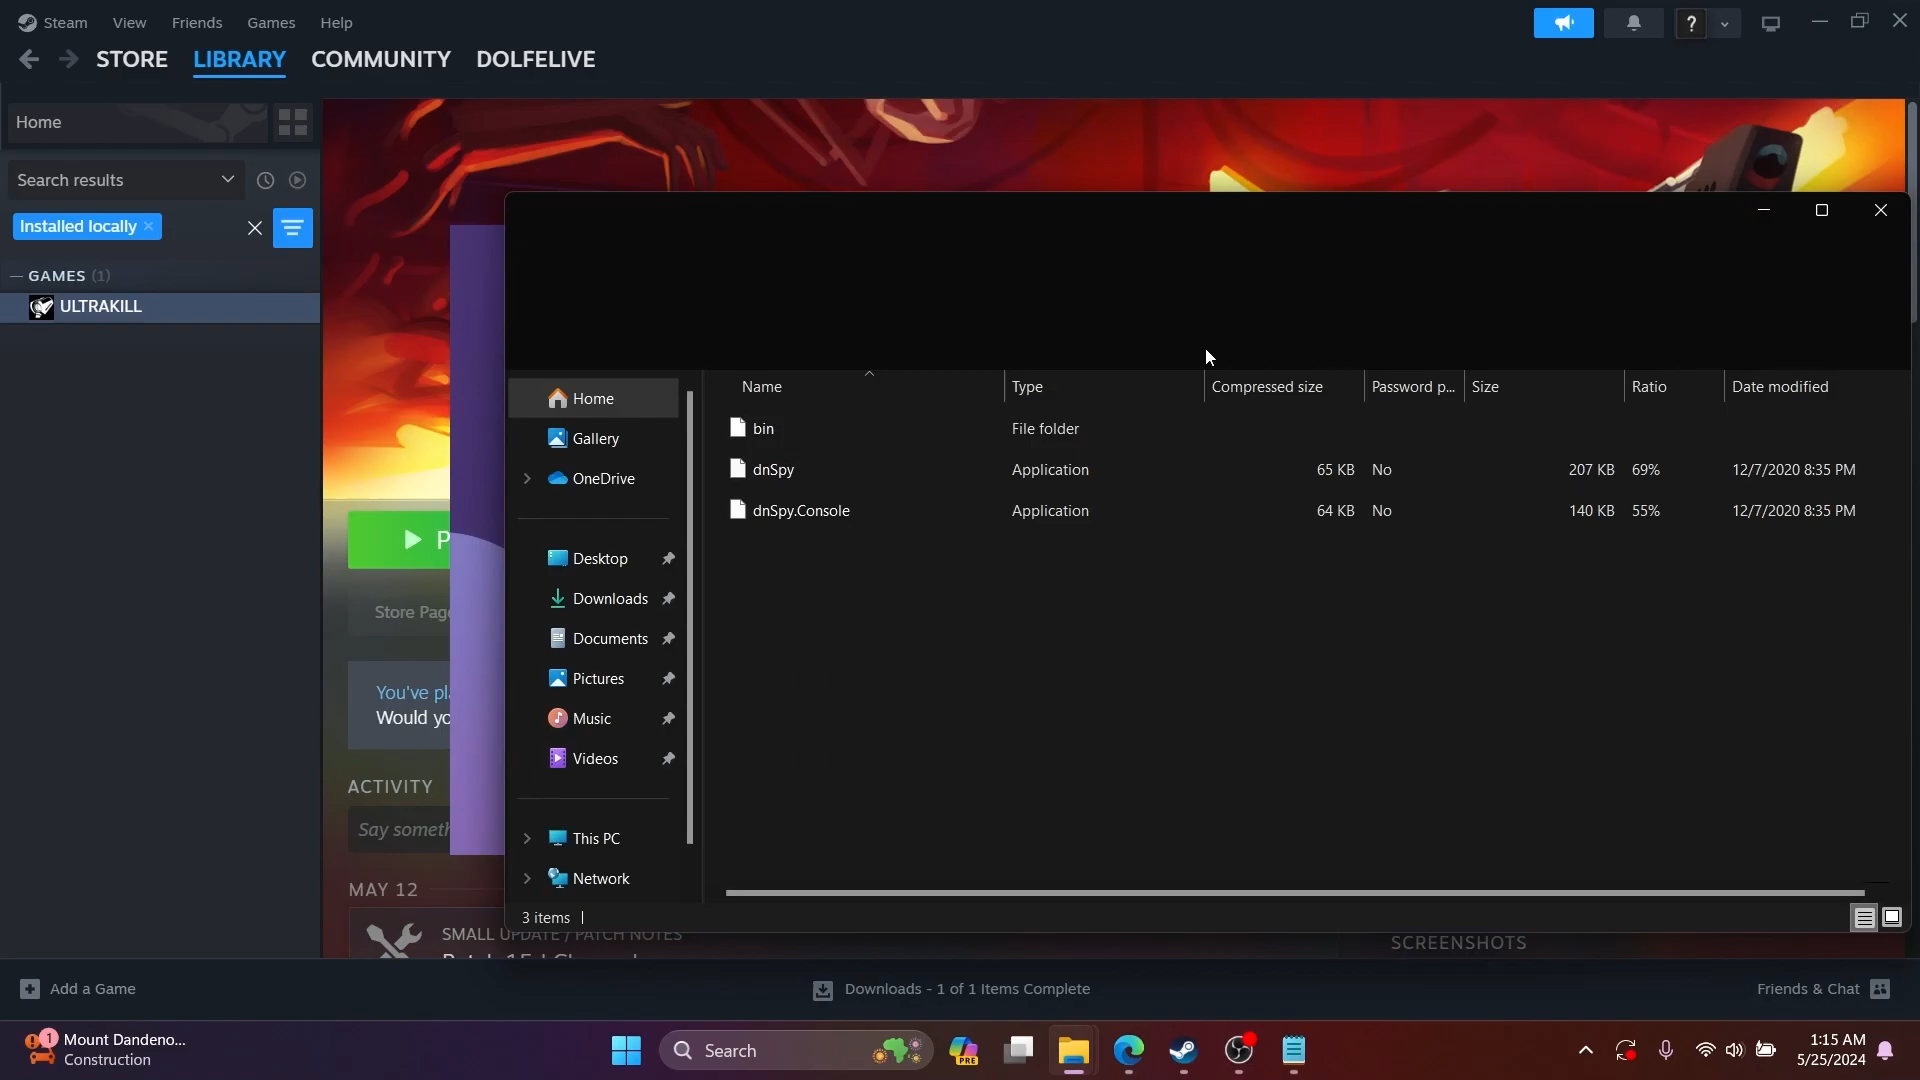 Steam View Friends Games Help
STORE LIBRARY COMMUNITY DOLFELIVE
Home
Search results
Installed locally
GAMES (1)
ULTRAKILL
P
Store Pag
You've pl
Would yo
ACTIVITY
Say someth
MAY 12
SMALL UPDATE / PATCH NOTES
SCREENSHOTS
Home
Gallery
OneDrive
Desktop
Downloads
Documents
Pictures
Music
Videos
This PC
Network
Name Type Compressed size Password p... Size Ratio Date modified
bin File folder
dnSpy Application 65 KB No 207 KB 69% 12/7/2020 8:35 PM
dnSpy.Console Application 64 KB No 140 KB 55% 12/7/2020 8:35 PM
3 items
Add a Game
Downloads - 1 of 1 Items Complete
Friends & Chat
1
Mount Dandeno...
Construction
Search
PRE
1:15 AM
5/25/2024